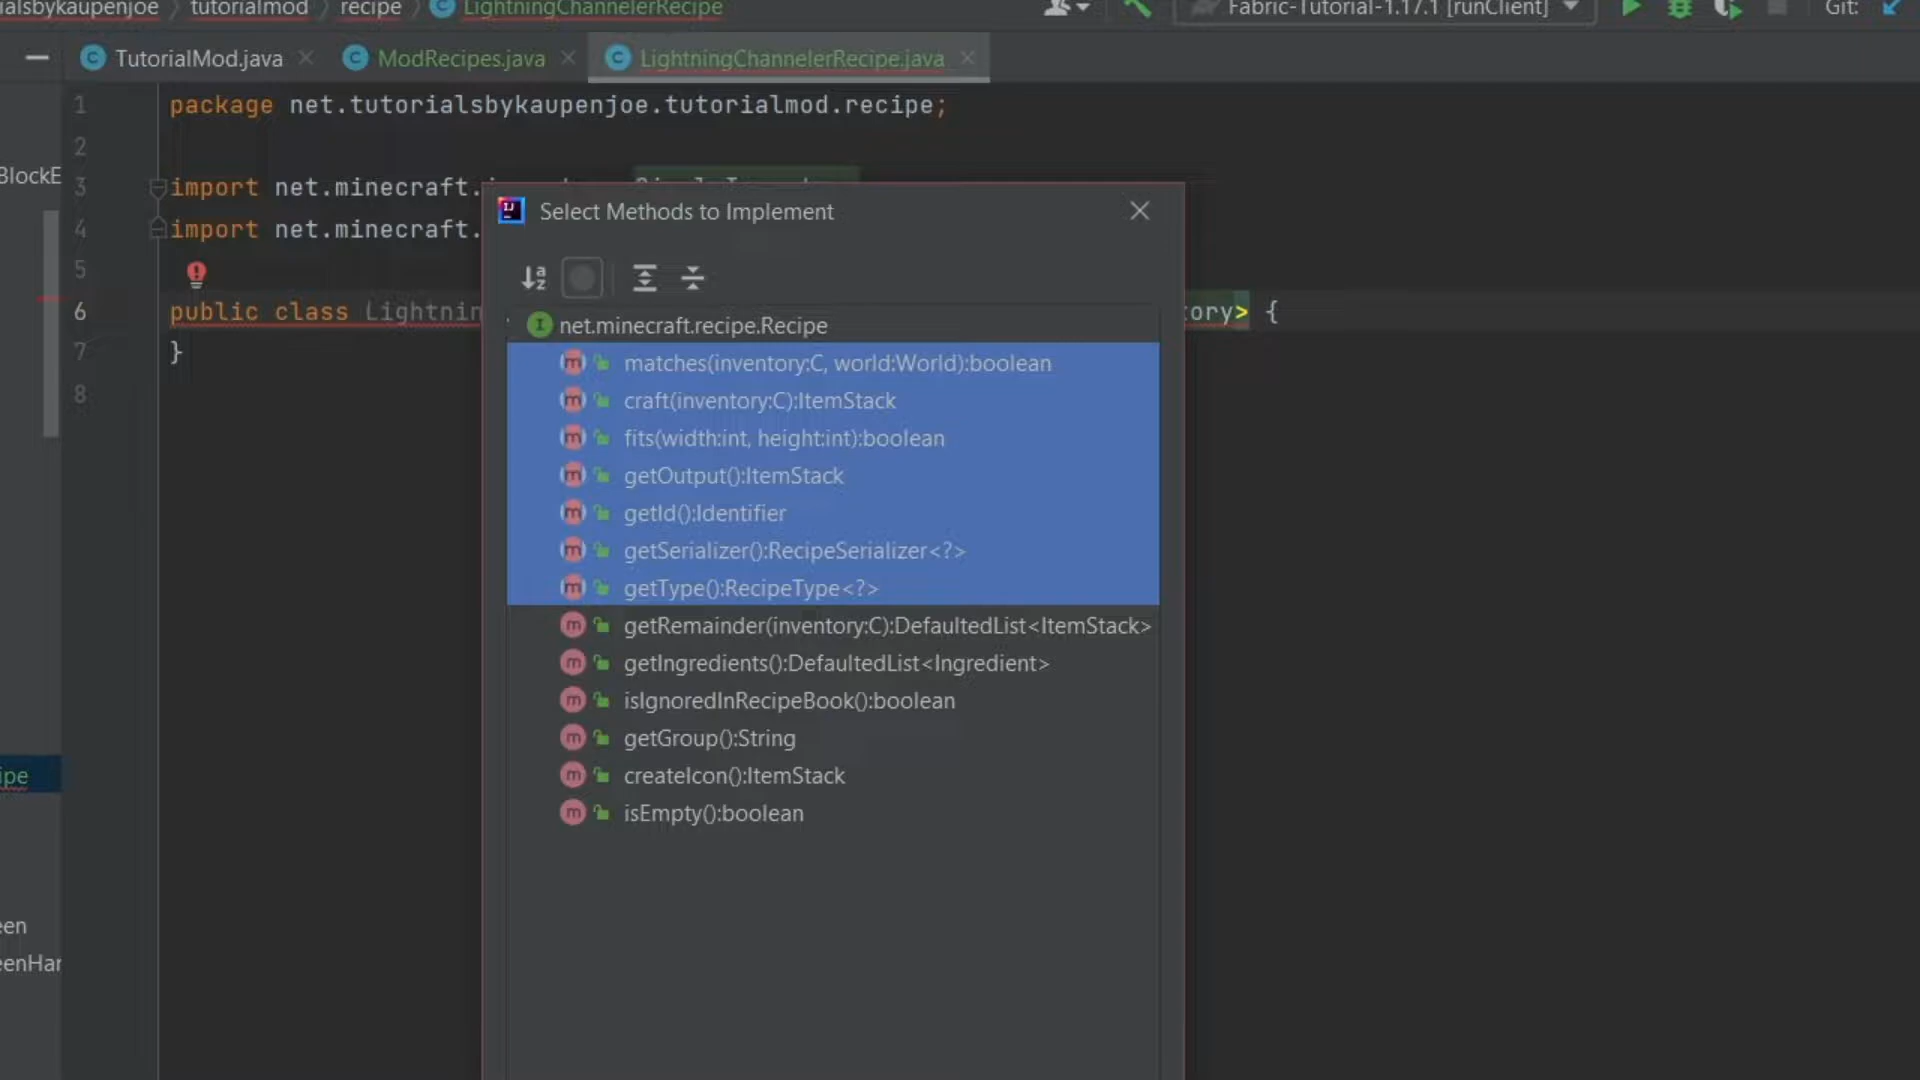 ialsbykaupenjoe tutorialmod recipe LightningChannelerRecipe Fabric-Tutorial-1.17.1 [runClient] Git:
TutorialMod.java ModRecipes.java LightningChannelerRecipe.java
1 package net.tutorialsbykaupenjoe.tutorialmod.recipe;
2
BlockE
3 import net.minecraft.
4 import net.minecraft.
5
6 public class Lightnin
ory> {
7 }
8
ipe
een
eenHar
Select Methods to Implement
net.minecraft.recipe.Recipe
matches(inventory:C, world:World):boolean
craft(inventory:C):ItemStack
fits(width:int, height:int):boolean
getOutput():ItemStack
getId():Identifier
getSerializer():RecipeSerializer<?>
getType():RecipeType<?>
getRemainder(inventory:C):DefaultedList<ItemStack>
getIngredients():DefaultedList<Ingredient>
isIgnoredInRecipeBook():boolean
getGroup():String
createIcon():ItemStack
isEmpty():boolean